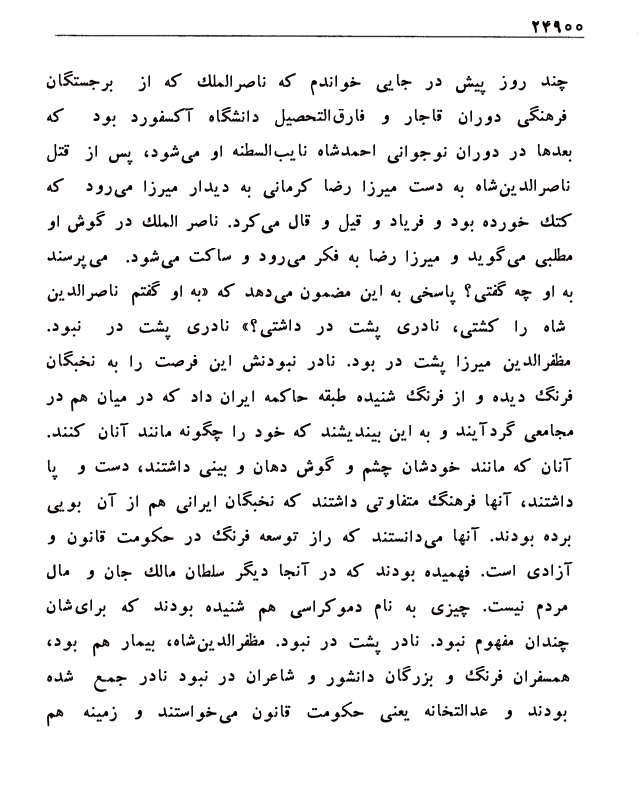 ۲۴۹۰۰
چند روز پیش در جایی خواندم که ناصرالملك که از برجستگان
فرهنگی دوران قاجار و فارق‌التحصیل دانشگاه آکسفورد بود که
بعدها در دوران نوجوانی احمدشاه نایب‌السطنه او می‌شود، پس از قتل
ناصرالدین‌شاه به دست میرزا رضا کرمانی به دیدار میرزا می‌رود که
کتك خورده بود و فریاد و قیل و قال می‌کرد. ناصر الملك در گوش او
مطلبی می‌گوید و میرزا رضا به فکر می‌رود و ساکت می‌شود. می‌پرسند
به او چه گفتی؟ پاسخی به این مضمون می‌دهد که «به او گفتم ناصرالدین
شاه را کشتی، نادری پشت در داشتی؟» نادری پشت در نبود.
مظفرالدین میرزا پشت در بود. نادر نبودنش این فرصت را به نخبگان
فرنگ دیده و از فرنگ شنیده طبقه حاکمه ایران داد که در میان هم در
مجامعی گردآیند و به این بیندیشند که خود را چگونه مانند آنان کنند.
آنان که مانند خودشان چشم و گوش دهان و بینی داشتند، دست و پا
داشتند، آنها فرهنگ متفاوتی داشتند که نخبگان ایرانی هم از آن بویی
برده بودند. آنها می‌دانستند که راز توسعه فرنگ در حکومت قانون و
آزادی است. فهمیده بودند که در آنجا دیگر سلطان مالك جان و مال
مردم نیست. چیزی به نام دموکراسی هم شنیده بودند که برای‌شان
چندان مفهوم نبود. نادر پشت در نبود. مظفرالدین‌شاه، بیمار هم بود،
همسفران فرنگ و بزرگان دانشور و شاعران در نبود نادر جمع شده
بودند و عدالتخانه یعنی حکومت قانون می‌خواستند و زمینه هم